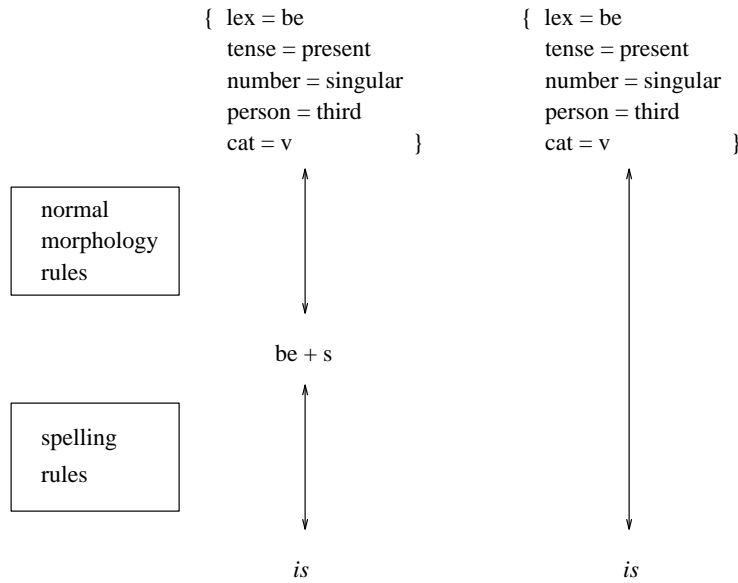 { lex = be
tense = present
number = singular
person = third
cat = v }
{ lex = be
tense = present
number = singular
person = third
cat = v }
normal
morphology
rules
be + s
spelling
rules
is
is